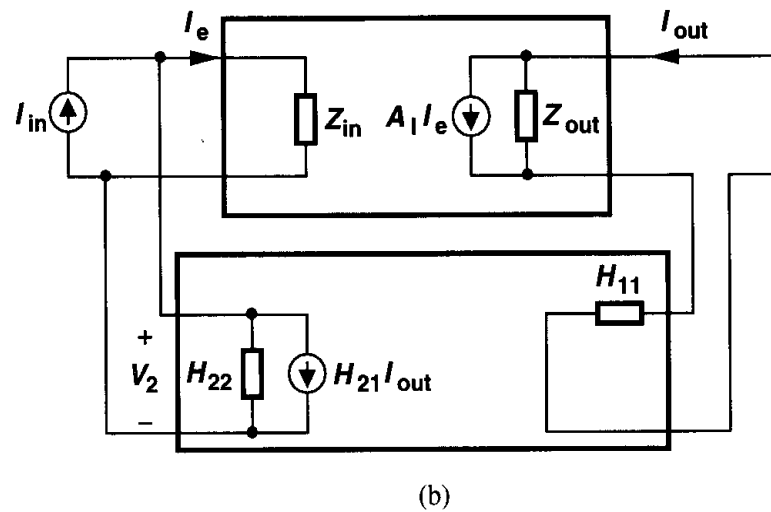 I_e
I_out
I_in
Z_in
A_I I_e
Z_out
H_11
+
V_2
−
H_22
H_21 I_out
(b)